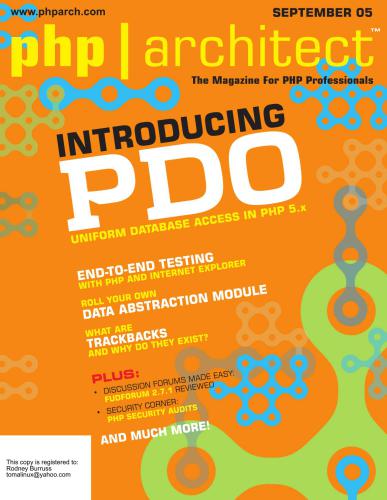 www.phparch.com
SEPTEMBER 05
php|architect™
The Magazine For PHP Professionals
INTRODUCING
PDO
UNIFORM DATABASE ACCESS IN PHP 5.x
END-TO-END TESTING
WITH PHP AND INTERNET EXPLORER
ROLL YOUR OWN
DATA ABSTRACTION MODULE
WHAT ARE
TRACKBACKS
AND WHY DO THEY EXIST?
PLUS:
• DISCUSSION FORUMS MADE EASY:
FUDFORUM 2.7.1 REVIEWED
• SECURITY CORNER:
PHP SECURITY AUDITS
AND MUCH MORE!
This copy is registered to:
Rodney Burruss
tomalinux@yahoo.com